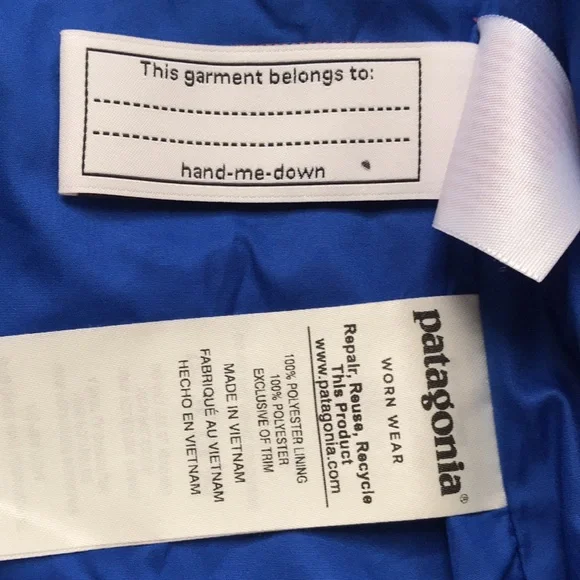 This garment belongs to:
hand-me-down
patagonia®
WORN WEAR
Repair, Reuse, Recycle
This Product
www.patagonia.com
100% POLYESTER LINING
100% POLYESTER
EXCLUSIVE OF TRIM
MADE IN VIETNAM
FABRIQUÉ AU VIETNAM
HECHO EN VIETNAM